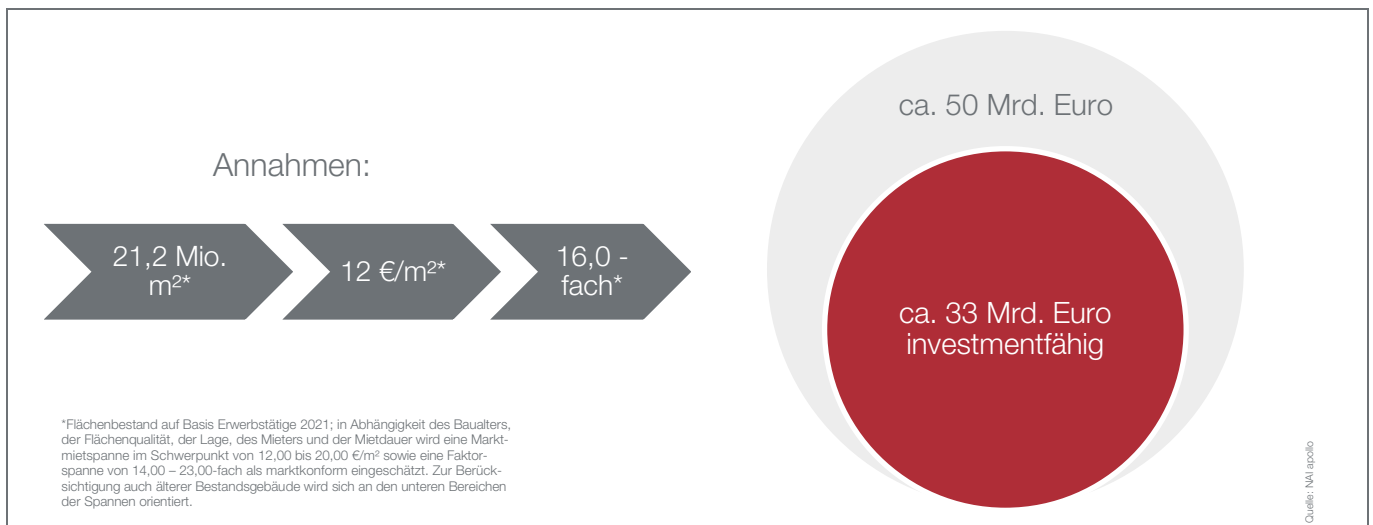 Annahmen:
21,2 Mio.
m²*
12 €/m²*
16,0 -
fach*
ca. 50 Mrd. Euro
ca. 33 Mrd. Euro
investmentfähig
*Flächenbestand auf Basis Erwerbstätige 2021; in Abhängigkeit des Baualters,
der Flächenqualität, der Lage, des Mieters und der Mietdauer wird eine Markt-
mietspanne im Schwerpunkt von 12,00 bis 20,00 €/m² sowie eine Faktor-
spanne von 14,00 – 23,00-fach als marktkonform eingeschätzt. Zur Berück-
sichtigung auch älterer Bestandsgebäude wird sich an den unteren Bereichen
der Spannen orientiert.
Quelle: NAI apollo